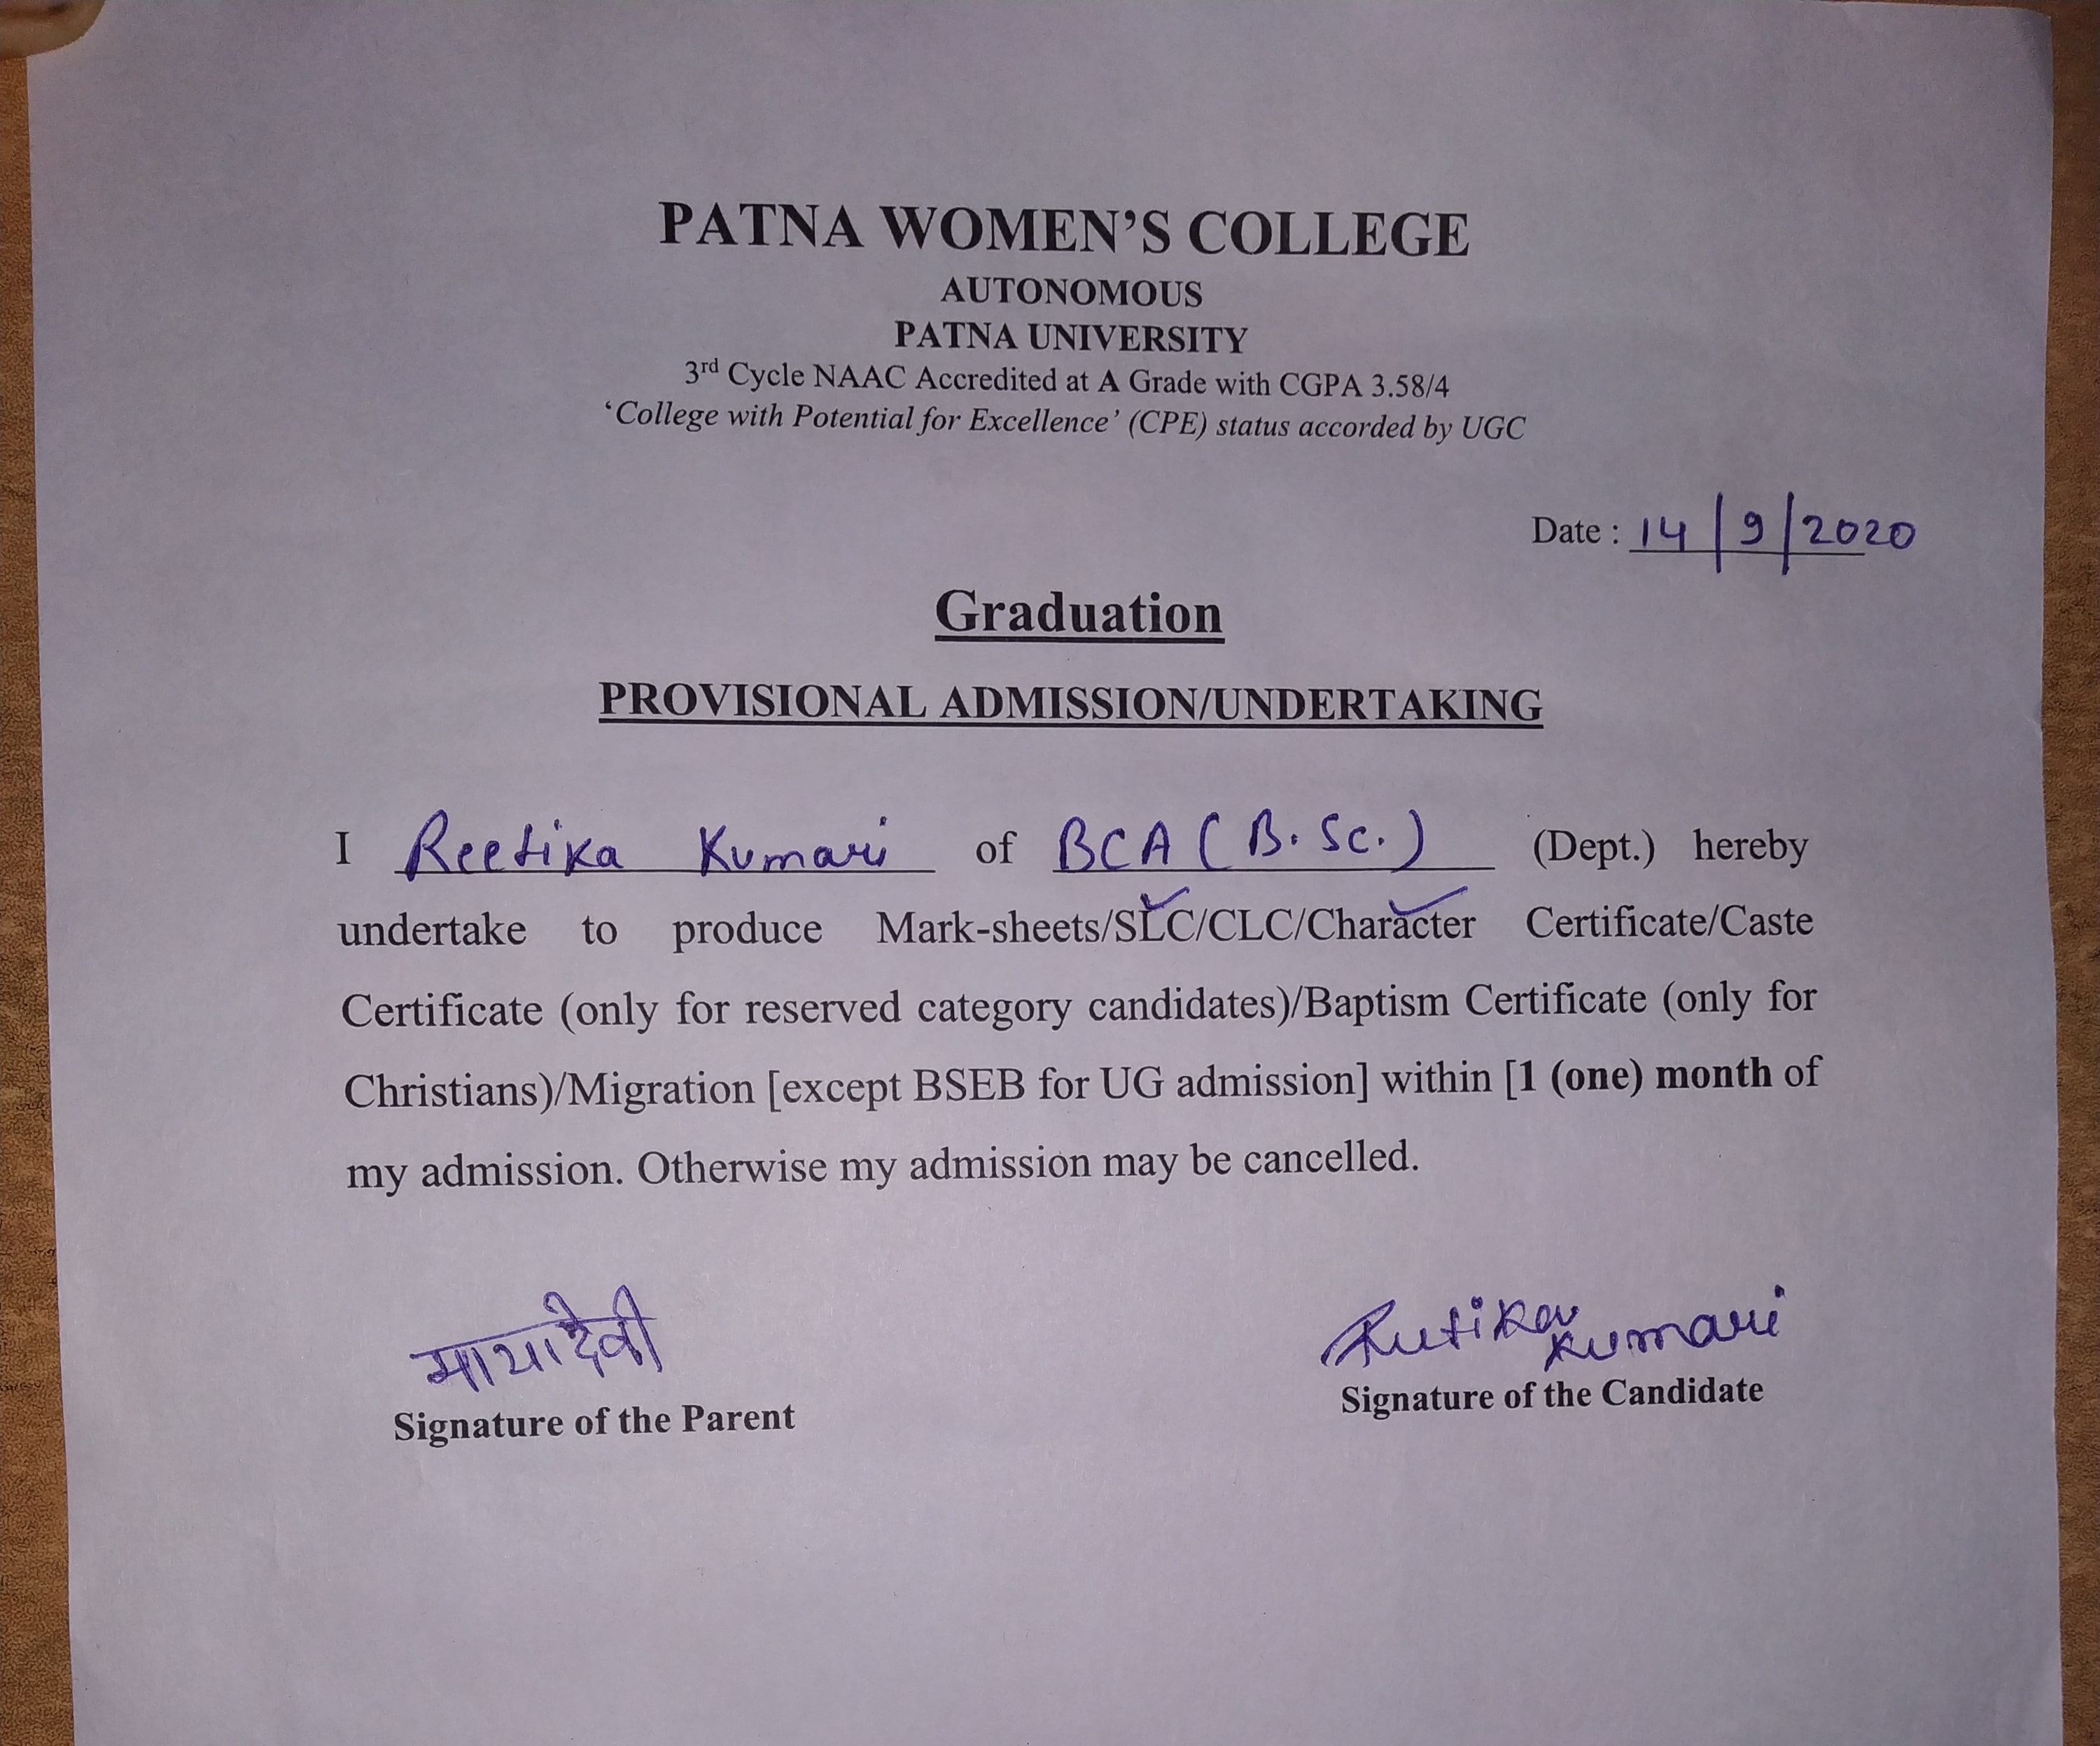 PATNA WOMEN'S COLLEGE
AUTONOMOUS
PATNA UNIVERSITY
3rd Cycle NAAC Accredited at A Grade with CGPA 3.58/4
'College with Potential for Excellence' (CPE) status accorded by UGC
Date : 14/9/2020
Graduation
PROVISIONAL ADMISSION/UNDERTAKING
I Reetika Kumari of BCA (B.Sc.) (Dept.) hereby
undertake to produce Mark-sheets/SLC/CLC/Character Certificate/Caste
Certificate (only for reserved category candidates)/Baptism Certificate (only for
Christians)/Migration [except BSEB for UG admission] within [1 (one) month of
my admission. Otherwise my admission may be cancelled.
माया देवी
Signature of the Parent
Reetika Kumari
Signature of the Candidate